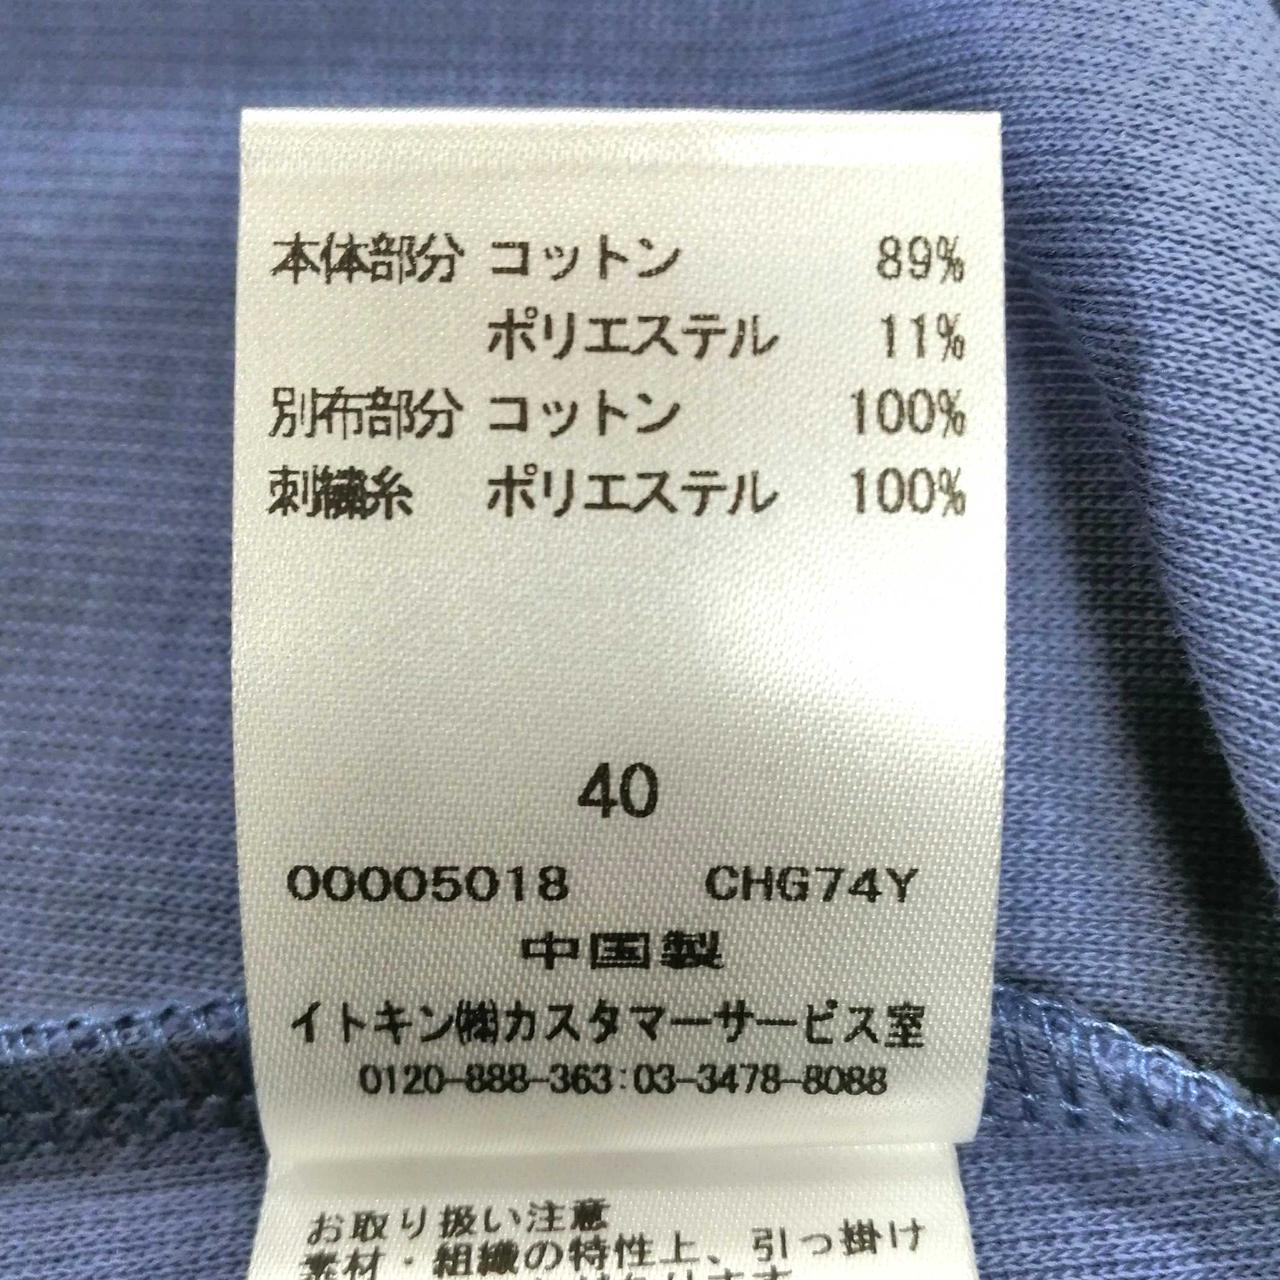 本体部分 コットン 89%
ポリエステル 11%
別布部分 コットン 100%
刺繍糸 ポリエステル 100%
40
00005018 CHG74Y
中国製
イトキン㈱カスタマーサービス室
0120-888-363:03-3478-8088
お取り扱い注意
素材・組織の特性上、引っ掛け